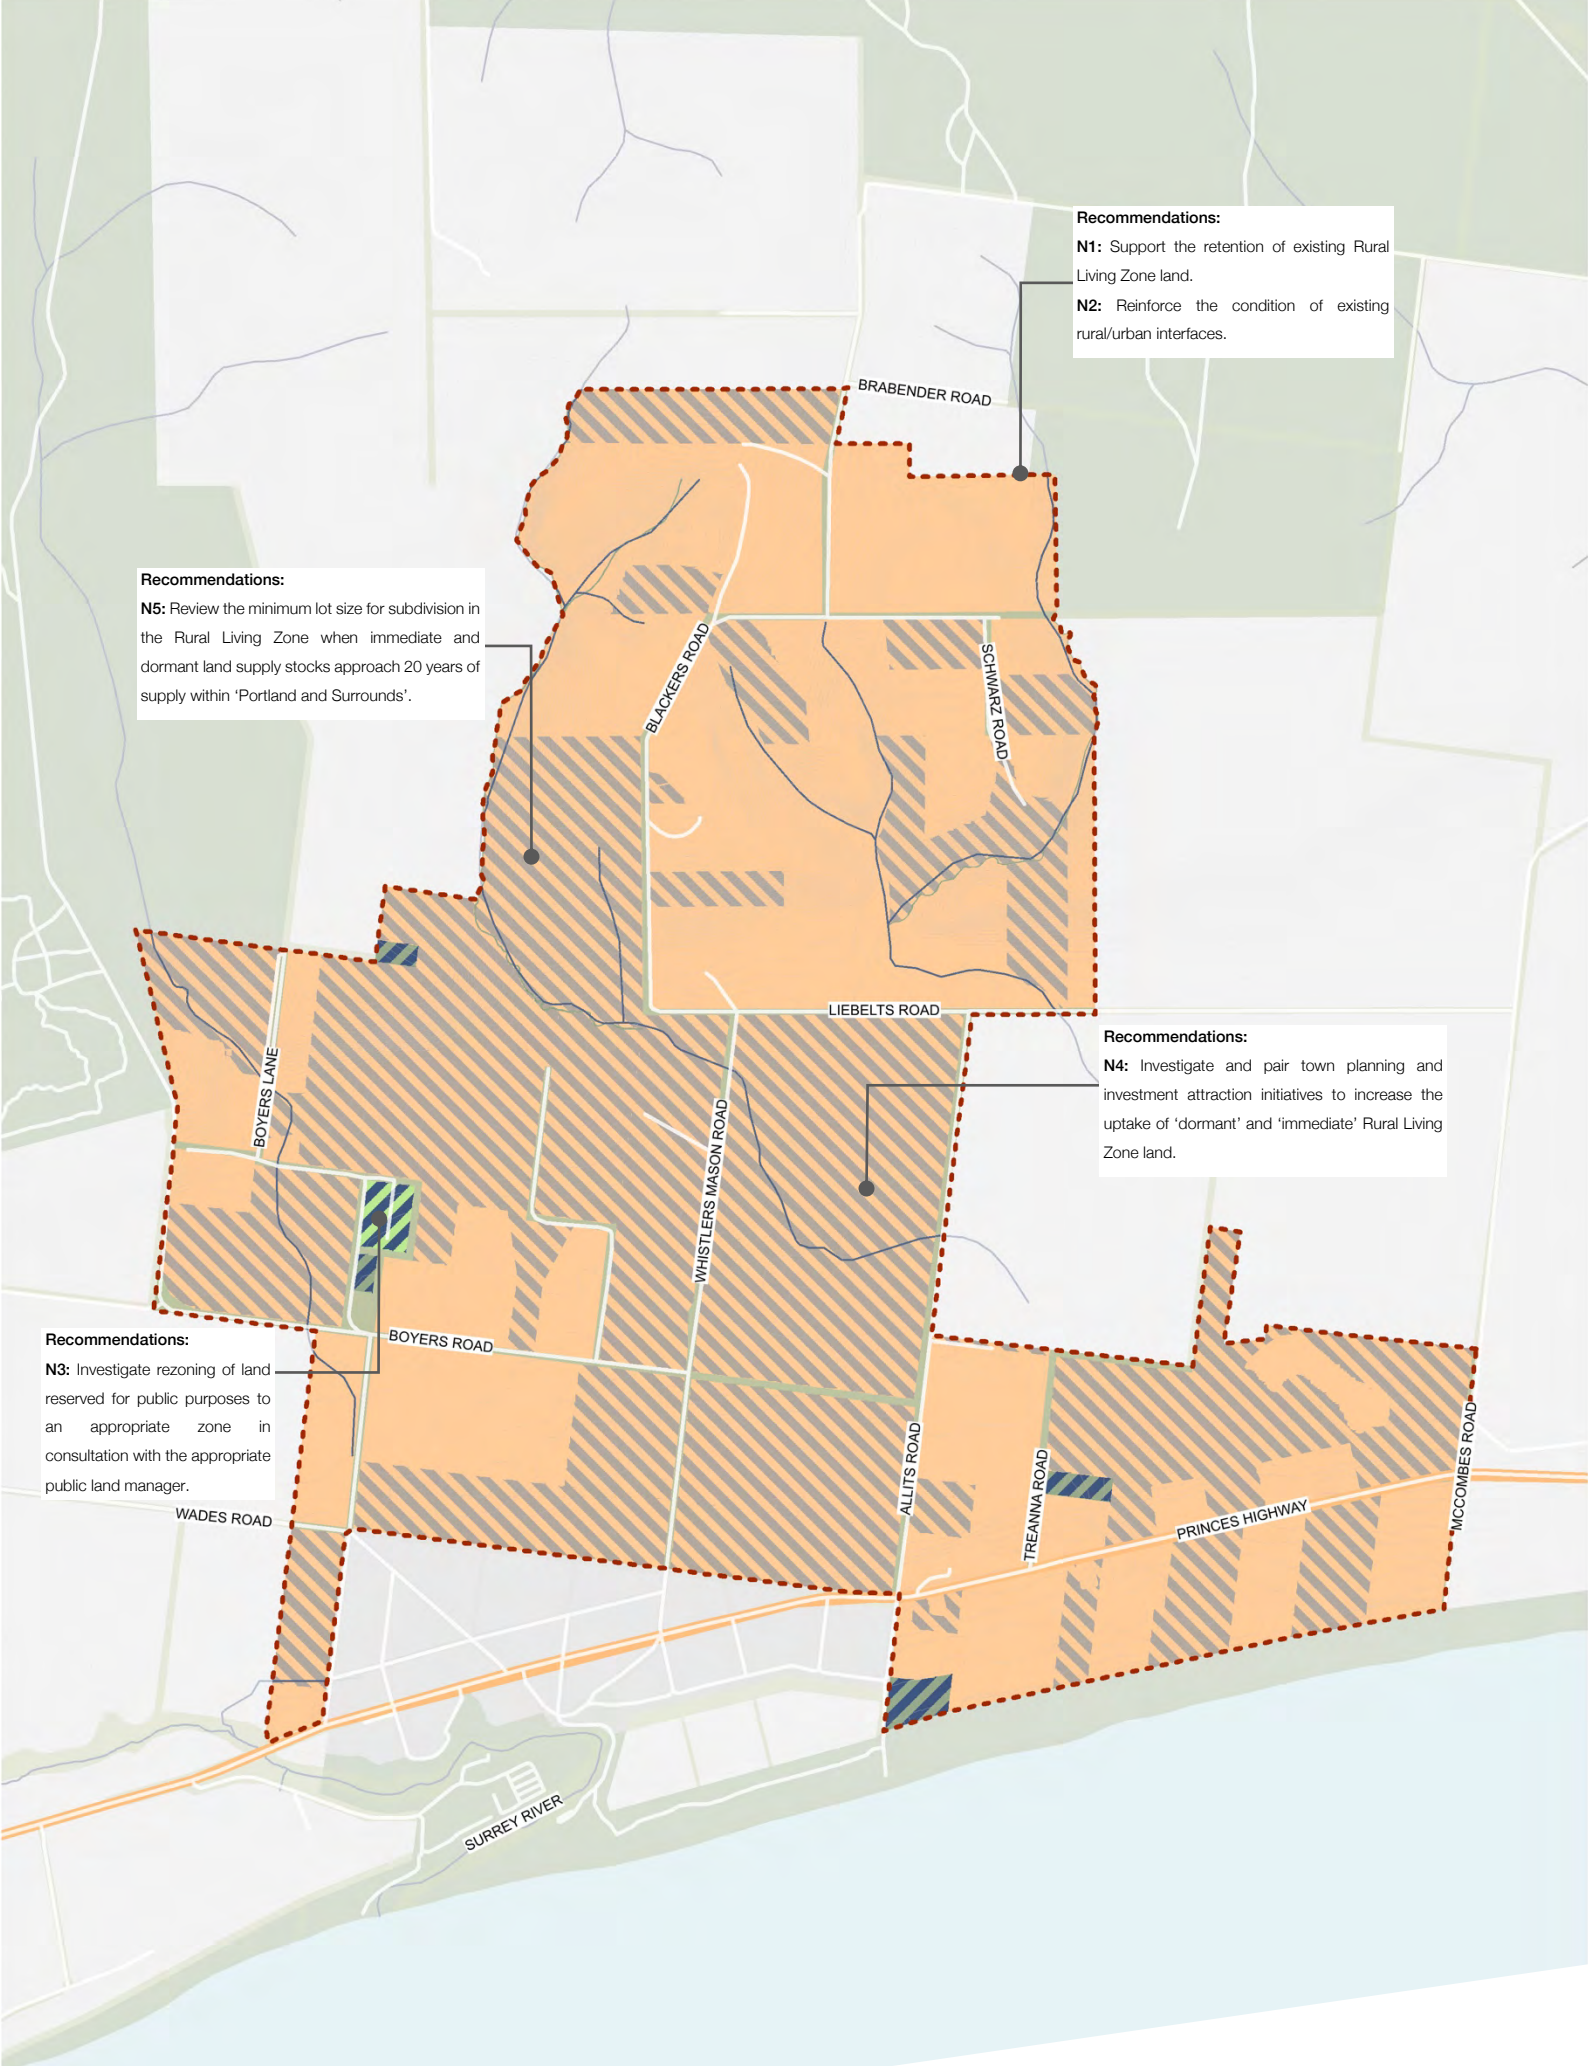 Recommendations:
N1: Support the retention of existing Rural
Living Zone land.
N2: Reinforce the condition of existing
rural/urban interfaces.
BRABENDER ROAD
Recommendations:
N5: Review the minimum lot size for subdivision in
the Rural Living Zone when immediate and
dormant land supply stocks approach 20 years of
supply within ‘Portland and Surrounds’.
BLACKERS ROAD
SCHWARZ ROAD
LIEBELTS ROAD
Recommendations:
N4: Investigate and pair town planning and
investment attraction initiatives to increase the
uptake of ‘dormant’ and ‘immediate’ Rural Living
Zone land.
BOYERS LANE
WHISTLERS MASON ROAD
Recommendations:
N3: Investigate rezoning of land
reserved for public purposes to
an appropriate zone in
consultation with the appropriate
public land manager.
BOYERS ROAD
WADES ROAD
ALLITS ROAD
TREANNA ROAD
PRINCES HIGHWAY
MCCOMBES ROAD
SURREY RIVER